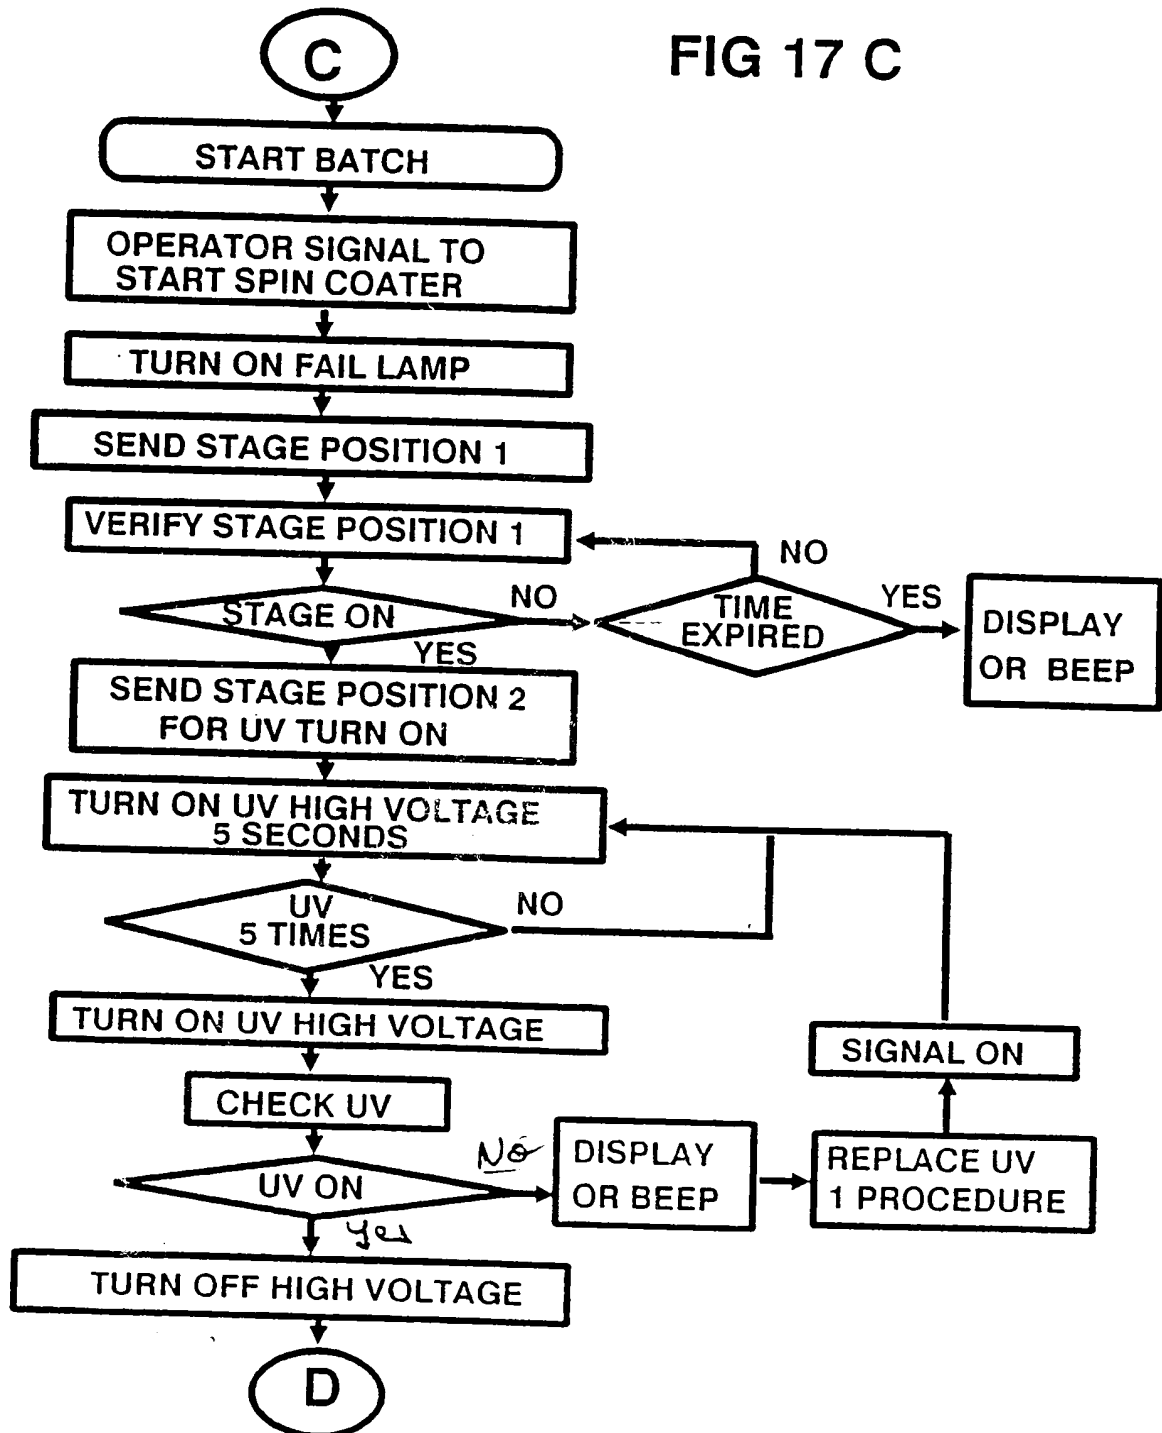 C
FIG 17 C
START BATCH
OPERATOR SIGNAL TO
START SPIN COATER
TURN ON FAIL LAMP
SEND STAGE POSITION 1
VERIFY STAGE POSITION 1
NO
STAGE ON
NO
TIME
EXPIRED
YES
DISPLAY
OR BEEP
YES
SEND STAGE POSITION 2
FOR UV TURN ON
TURN ON UV HIGH VOLTAGE
5 SECONDS
UV
5 TIMES
NO
YES
TURN ON UV HIGH VOLTAGE
SIGNAL ON
CHECK UV
UV ON
No
DISPLAY
OR BEEP
REPLACE UV
1 PROCEDURE
Yes
TURN OFF HIGH VOLTAGE
D